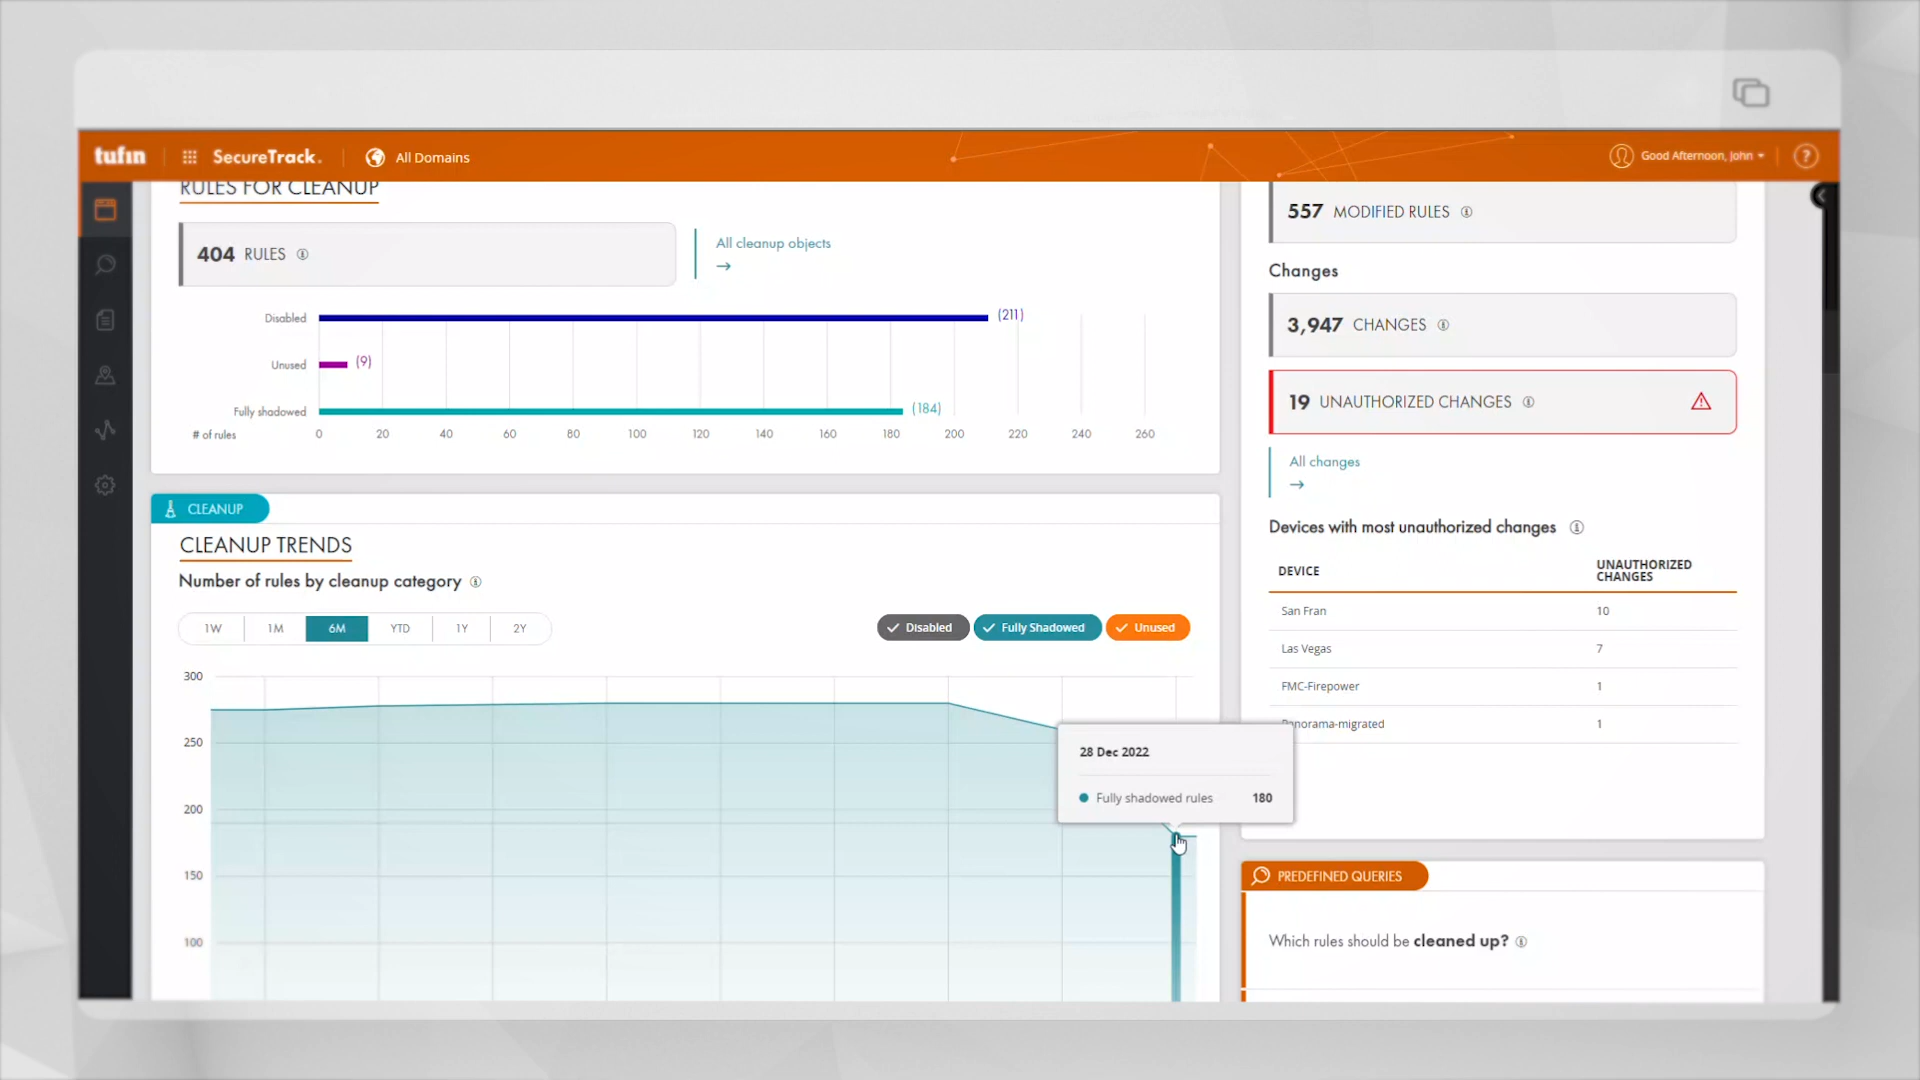 tufin
SecureTrack.
All Domains
Good Afternoon, John
?
RULES FOR CLEANUP
404 RULES
All cleanup objects
→
Disabled
(211)
Unused
(9)
Fully shadowed
(184)
# of rules
0 20 40 60 80 100 120 140 160 180 200 220 240 260
CLEANUP
CLEANUP TRENDS
Number of rules by cleanup category
1W 1M 6M YTD 1Y 2Y
Disabled
Fully Shadowed
Unused
300
250
200
150
100
28 Dec 2022
Fully shadowed rules 180
557 MODIFIED RULES
Changes
3,947 CHANGES
19 UNAUTHORIZED CHANGES
All changes
→
Devices with most unauthorized changes
DEVICE
UNAUTHORIZED
CHANGES
San Fran 10
Las Vegas 7
FMC-Firepower 1
Panorama-migrated 1
PREDEFINED QUERIES
Which rules should be cleaned up?